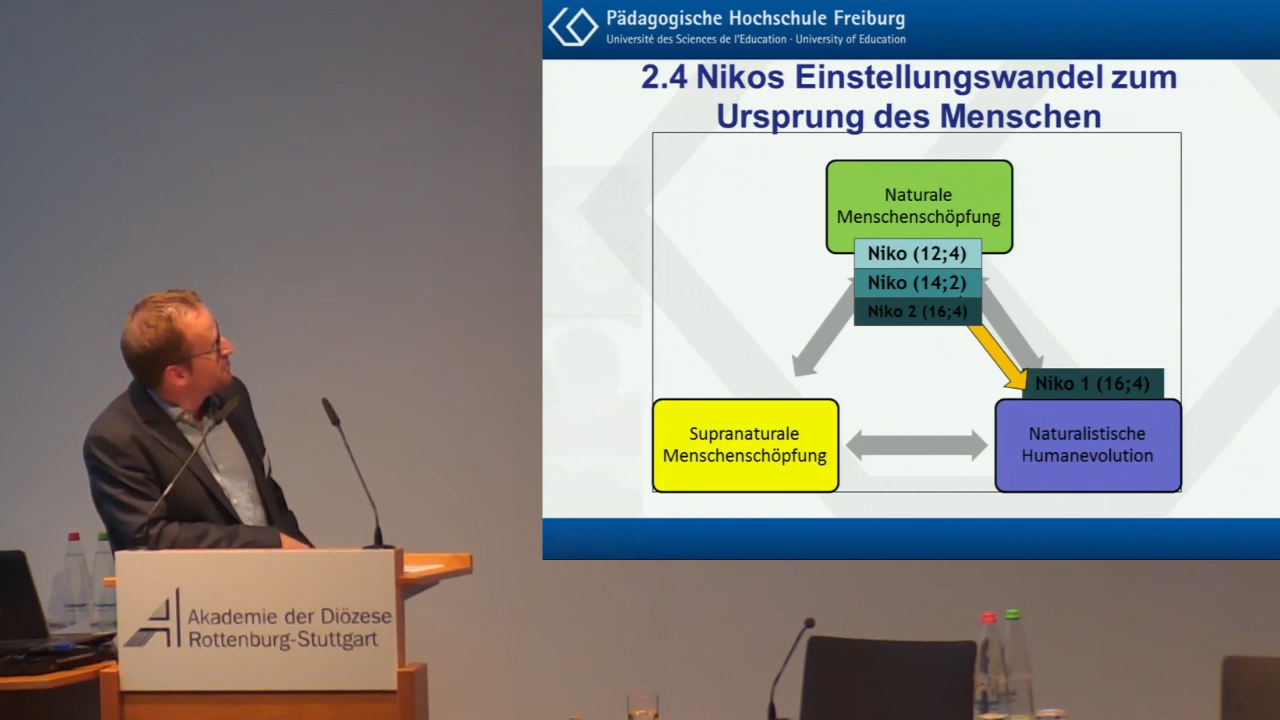 Pädagogische Hochschule Freiburg
Université des Sciences de l'Education · University of Education
2.4 Nikos Einstellungswandel zum
Ursprung des Menschen
Naturale
Menschenschöpfung
Niko (12;4)
Niko (14;2)
Niko 2 (16;4)
Niko 1 (16;4)
Supranaturale
Menschenschöpfung
Naturalistische
Humanevolution
Akademie der Diözese
Rottenburg-Stuttgart